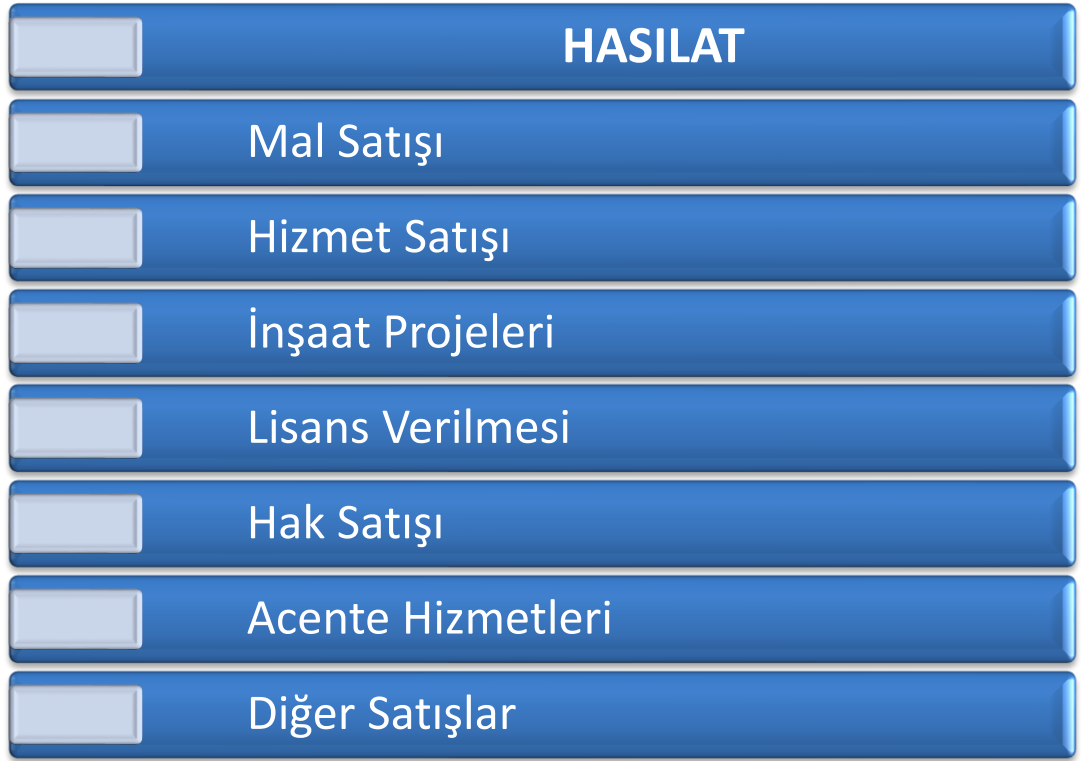 HASILAT
Mal Satışı
Hizmet Satışı
İnşaat Projeleri
Lisans Verilmesi
Hak Satışı
Acente Hizmetleri
Diğer Satışlar